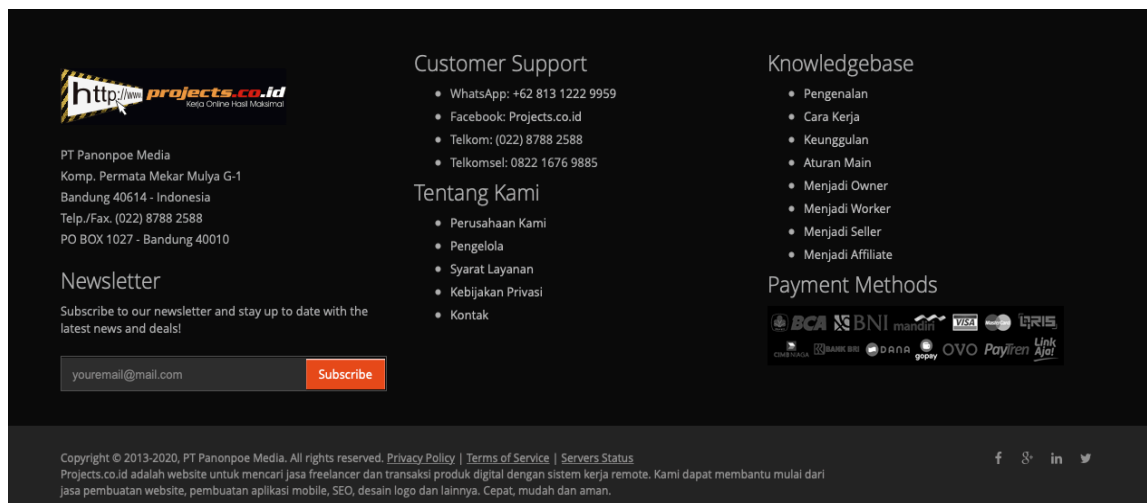 http://www projects.co.id
Kerja Online Hasil Maksimal
PT Panonpoe Media
Komp. Permata Mekar Mulya G-1
Bandung 40614 - Indonesia
Telp./Fax. (022) 8788 2588
PO BOX 1027 - Bandung 40010
Newsletter
Subscribe to our newsletter and stay up to date with the
latest news and deals!
youremail@mail.com
Subscribe
Customer Support
WhatsApp: +62 813 1222 9959
Facebook: Projects.co.id
Telkom: (022) 8788 2588
Telkomsel: 0822 1676 9885
Tentang Kami
Perusahaan Kami
Pengelola
Syarat Layanan
Kebijakan Privasi
Kontak
Knowledgebase
Pengenalan
Cara Kerja
Keunggulan
Aturan Main
Menjadi Owner
Menjadi Worker
Menjadi Seller
Menjadi Affiliate
Payment Methods
BCA BNI mandiri VISA MasterCard QRIS
CIMB NIAGA BANK BRI DANA gopay OVO PayTren Link Aja!
Copyright © 2013-2020, PT Panonpoe Media. All rights reserved. Privacy Policy | Terms of Service | Servers Status
Projects.co.id adalah website untuk mencari jasa freelancer dan transaksi produk digital dengan sistem kerja remote. Kami dapat membantu mulai dari
jasa pembuatan website, pembuatan aplikasi mobile, SEO, desain logo dan lainnya. Cepat, mudah dan aman.